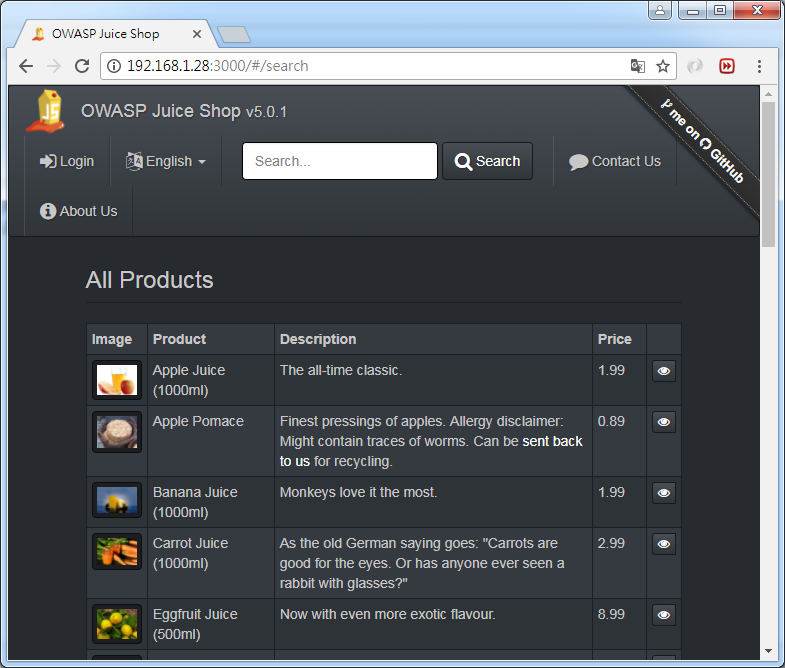 OWASP Juice Shop
192.168.1.28:3000/#/search
OWASP Juice Shop v5.0.1
me on GitHub
Login
English
Search...
Search
Contact Us
About Us
All Products
Image Product Description Price
Apple Juice The all-time classic. 1.99
(1000ml)
Apple Pomace Finest pressings of apples. Allergy disclaimer: 0.89
Might contain traces of worms. Can be sent back
to us for recycling.
Banana Juice Monkeys love it the most. 1.99
(1000ml)
Carrot Juice As the old German saying goes: "Carrots are 2.99
(1000ml) good for the eyes. Or has anyone ever seen a
rabbit with glasses?"
Eggfruit Juice Now with even more exotic flavour. 8.99
(500ml)